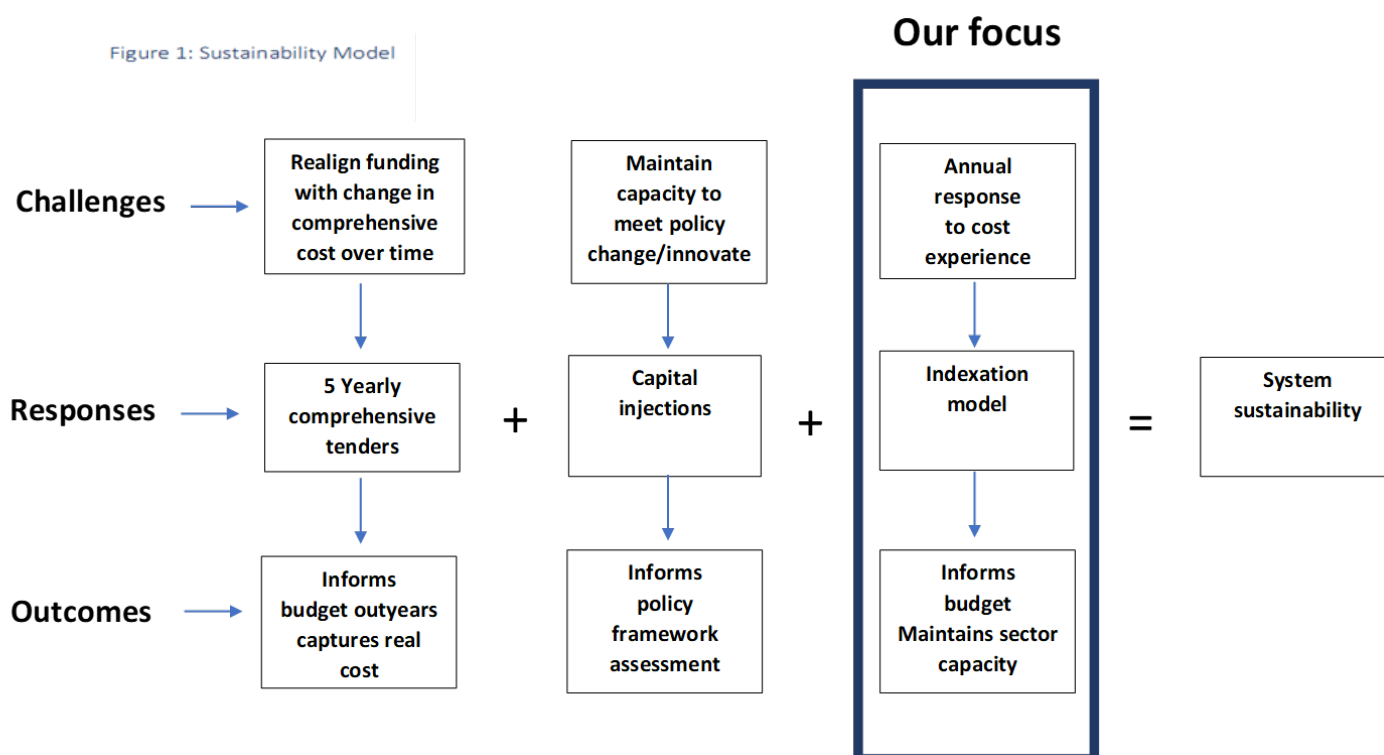 Our focus
Figure 1: Sustainability Model
Challenges
Realign funding
with change in
comprehensive
cost over time
Maintain
capacity to
meet policy
change/innovate
Annual
response
to cost
experience
Responses
5 Yearly
comprehensive
tenders
+
Capital
injections
+
Indexation
model
=
System
sustainability
Outcomes
Informs
budget outyears
captures real
cost
Informs
policy
framework
assessment
Informs
budget
Maintains sector
capacity